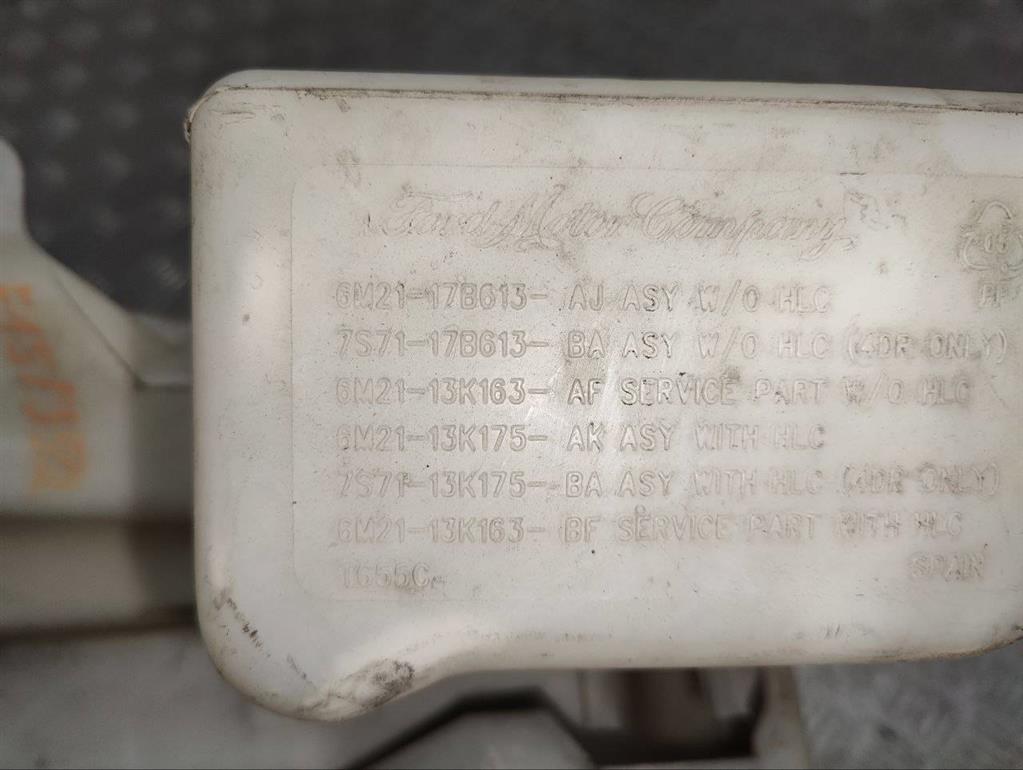 Ford Motor Company
6M21-17B613- AJ ASY W/O HLC
7S71-17B613- BA ASY W/O HLC (4DR ONLY)
6M21-13K163- AF SERVICE PART W/O HLC
6M21-13K175- AK ASY WITH HLC
7S71-13K175- BA ASY WITH HLC (4DR ONLY)
6M21-13K163- BF SERVICE PART WITH HLC
SPAIN